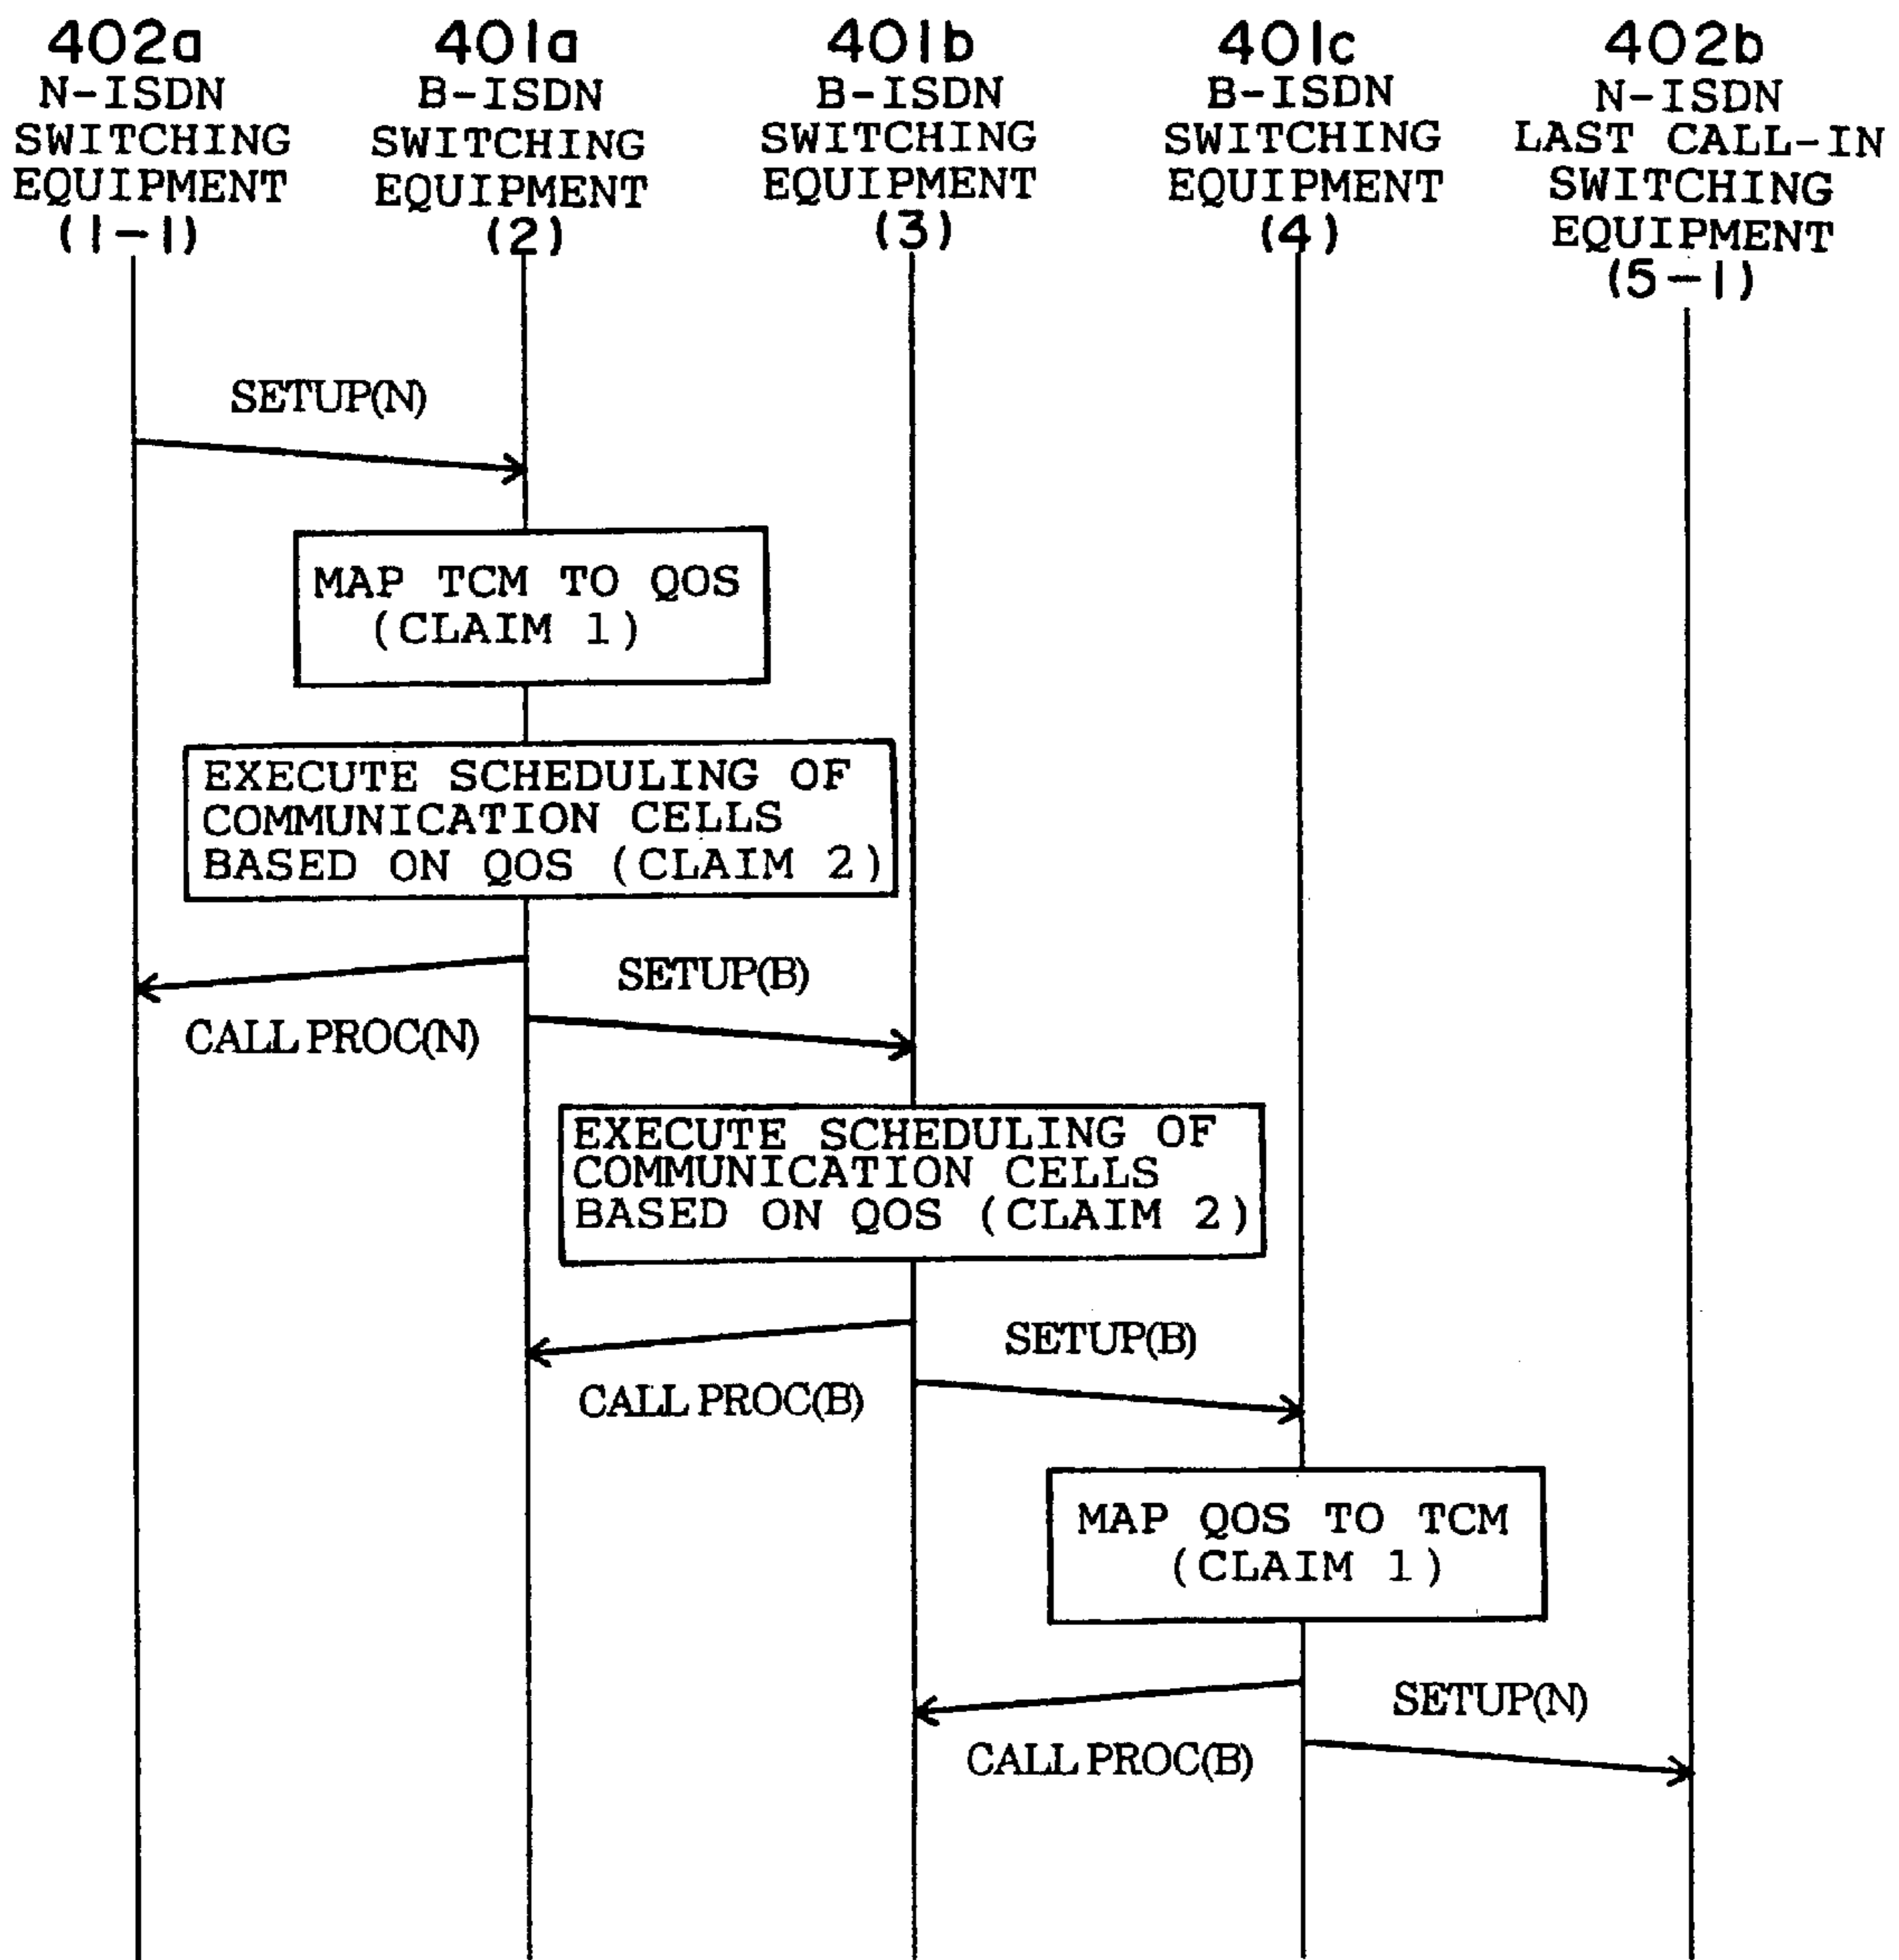 402a
N-ISDN
SWITCHING
EQUIPMENT
(1-1)
401a
B-ISDN
SWITCHING
EQUIPMENT
(2)
401b
B-ISDN
SWITCHING
EQUIPMENT
(3)
401c
B-ISDN
SWITCHING
EQUIPMENT
(4)
402b
N-ISDN
LAST CALL-IN
SWITCHING
EQUIPMENT
(5-1)
SETUP(N)
MAP TCM TO QOS
(CLAIM 1)
EXECUTE SCHEDULING OF
COMMUNICATION CELLS
BASED ON QOS (CLAIM 2)
SETUP(B)
CALL PROC(N)
EXECUTE SCHEDULING OF
COMMUNICATION CELLS
BASED ON QOS (CLAIM 2)
SETUP(B)
CALL PROC(B)
MAP QOS TO TCM
(CLAIM 1)
SETUP(N)
CALL PROC(B)